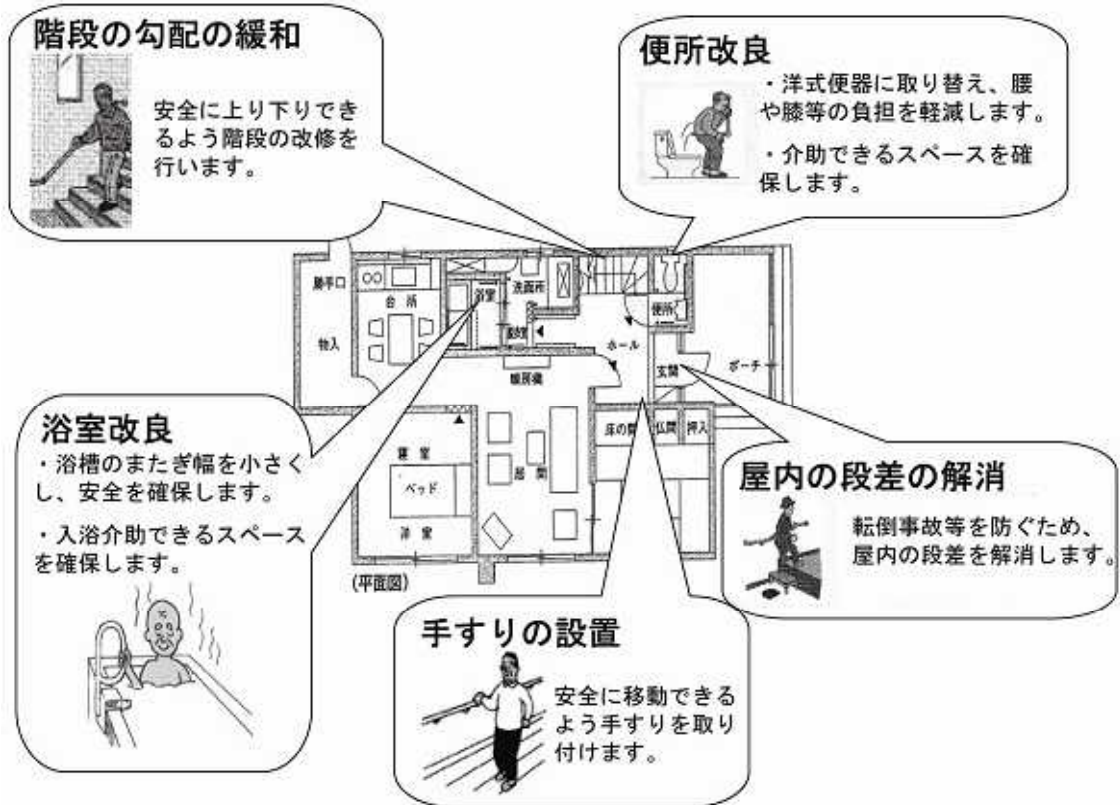 階段の勾配の緩和
安全に上り下りでき
るよう階段の改修を
行います。
便所改良
・洋式便器に取り替え、腰
や膝等の負担を軽減します。
・介助できるスペースを確
保します。
勝手口
台 所
物入
浴室
洗面所
便所
ホール
玄関
ポーチ
暖房機
床の間
仏間
押入
寝 室
ベッド
洋 室
居 間
(平面図)
浴室改良
・浴槽のまたぎ幅を小さく
し、安全を確保します。
・入浴介助できるスペース
を確保します。
屋内の段差の解消
転倒事故等を防ぐため、
屋内の段差を解消します。
手すりの設置
安全に移動できる
よう手すりを取り
付けます。